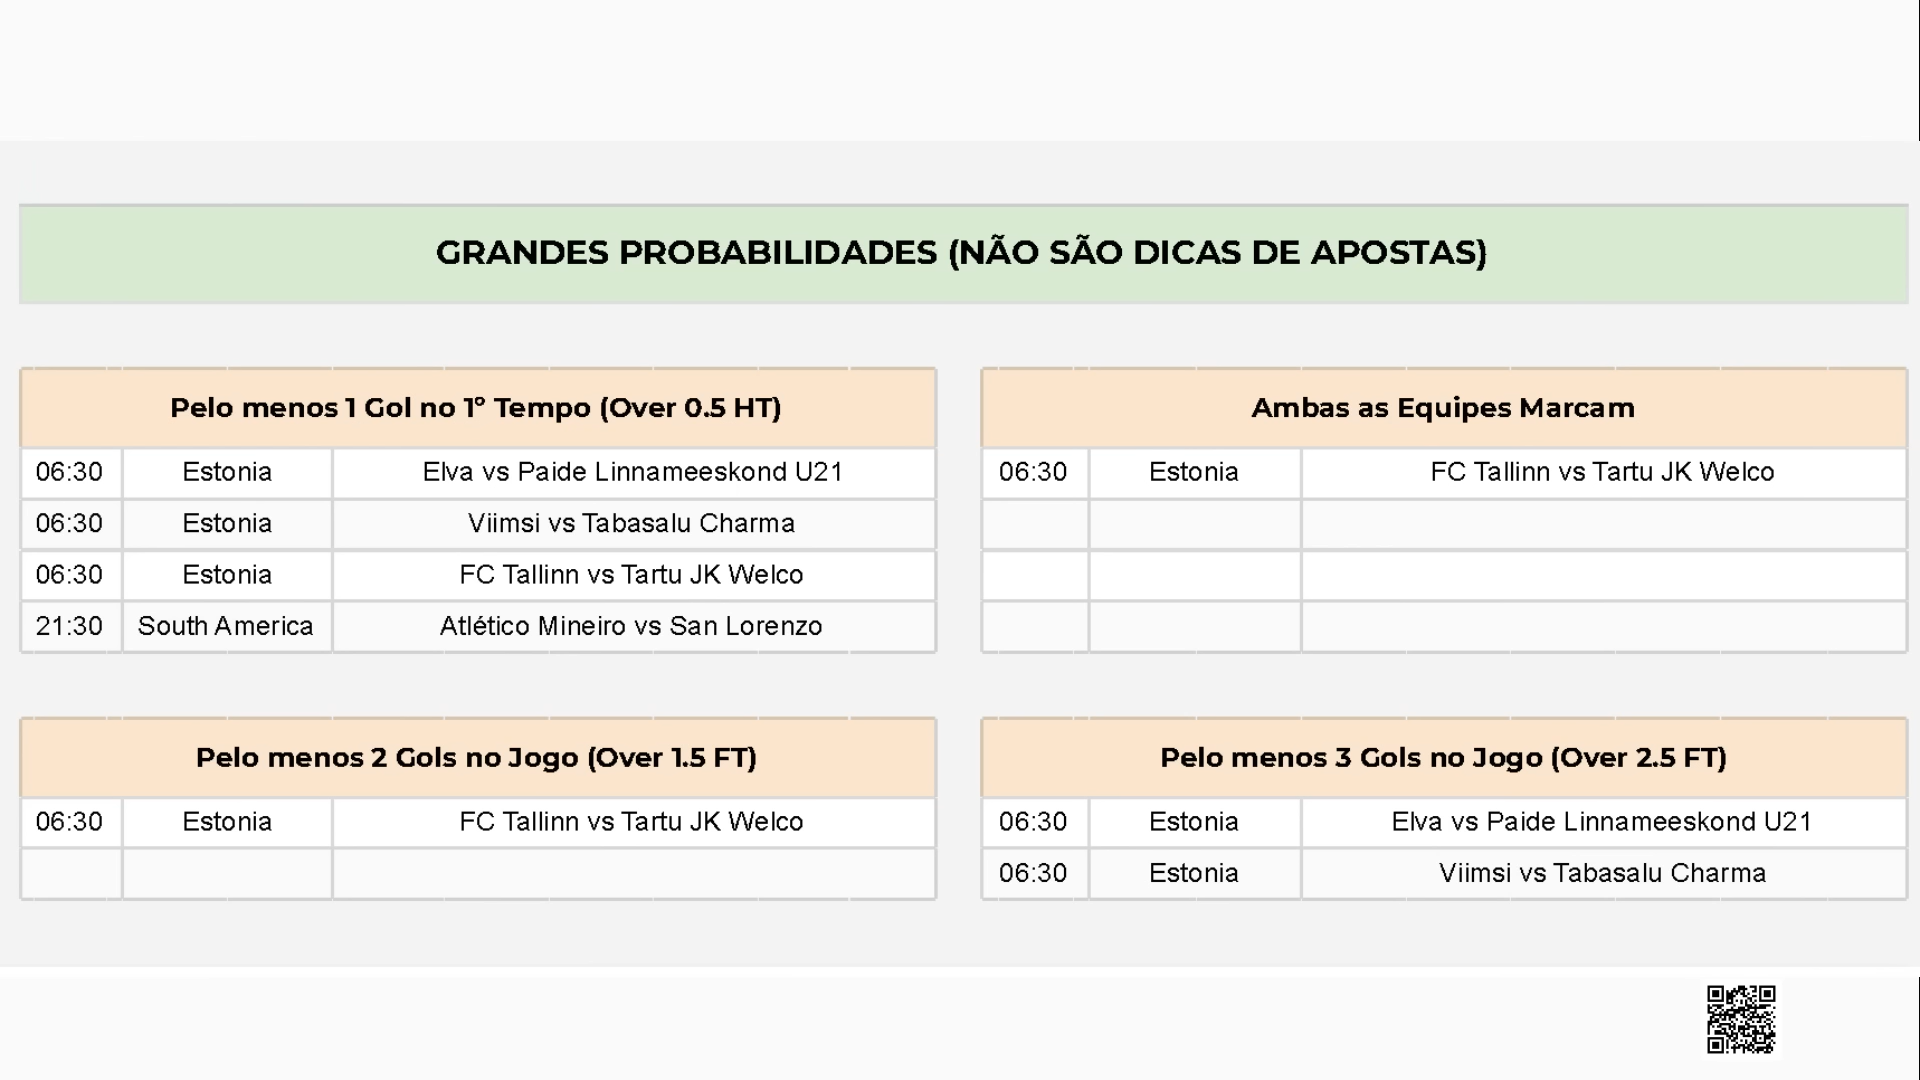 GRANDES PROBABILIDADES (NÃO SÃO DICAS DE APOSTAS)
Pelo menos 1 Gol no 1º Tempo (Over 0.5 HT)
06:30 Estonia Elva vs Paide Linnameeskond U21
06:30 Estonia Viimsi vs Tabasalu Charma
06:30 Estonia FC Tallinn vs Tartu JK Welco
21:30 South America Atlético Mineiro vs San Lorenzo
Ambas as Equipes Marcam
06:30 Estonia FC Tallinn vs Tartu JK Welco
Pelo menos 2 Gols no Jogo (Over 1.5 FT)
06:30 Estonia FC Tallinn vs Tartu JK Welco
Pelo menos 3 Gols no Jogo (Over 2.5 FT)
06:30 Estonia Elva vs Paide Linnameeskond U21
06:30 Estonia Viimsi vs Tabasalu Charma